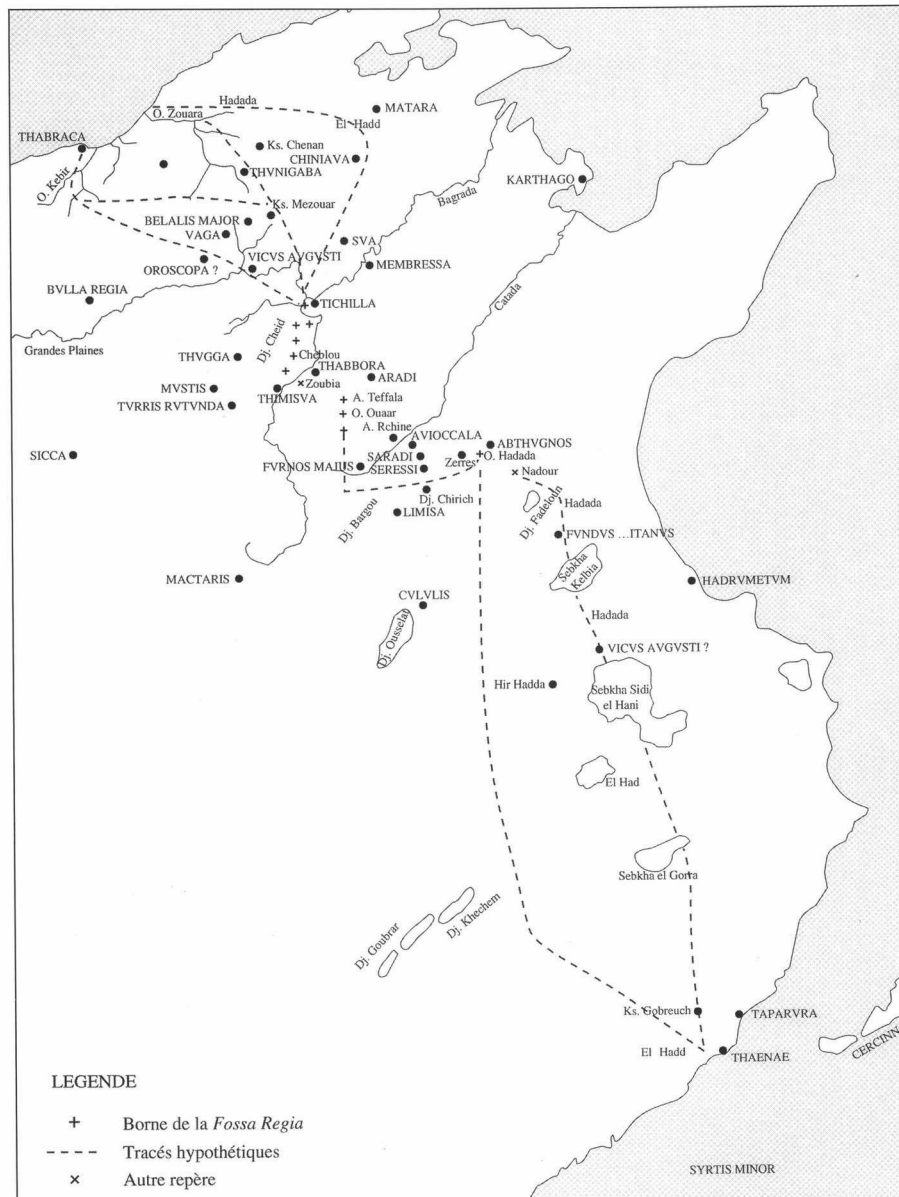 Hadada
O. Zouara
MATARA
El Hadd
THABRACA
Ks. Chenan
CHINIAVA
THVNIGABA
KARTHAGO
O. Kebir
Bagrada
Ks. Mezouar
BELALIS MAJOR
VAGA
SVA
VICVS AVGVSTI
OROSCOPA ?
MEMBRESSA
BVLLA REGIA
TICHILLA
Catada
Grandes Plaines
Dj. Cheid
THVGGA
Cheblou
THABBORA
ARADI
Zoubia
MVSTIS
THIMISVA
A. Teffala
TVRRIS RVTVNDA
O. Ouaar
A. Rchine
AVIOCCALA
ABTHVGNOS
SICCA
SARADI
Zerres
O. Hadada
FVRNOS MAIUS
SERESSI
Nadour
Dj. Chirich
Dj. Fadeloun
Hadada
Dj. Bargou
LIMISA
FVNDVS ...ITANVS
Sebkha
Kelbia
MACTARIS
HADRVMETVM
CVLVLIS
Hadada
Dj. Ousselat
VICVS AVGVSTI ?
Hir Hadda
Sebkha Sidi
el Hani
El Had
Sebkha el Gorra
Dj. Khechem
Dj. Goubrar
Ks. Gobreuch
TAPARVRA
El Hadd
THAENAE
CERCINN
LEGENDE
+ Borne de la Fossa Regia
----- Tracés hypothétiques
× Autre repère
SYRTIS MINOR